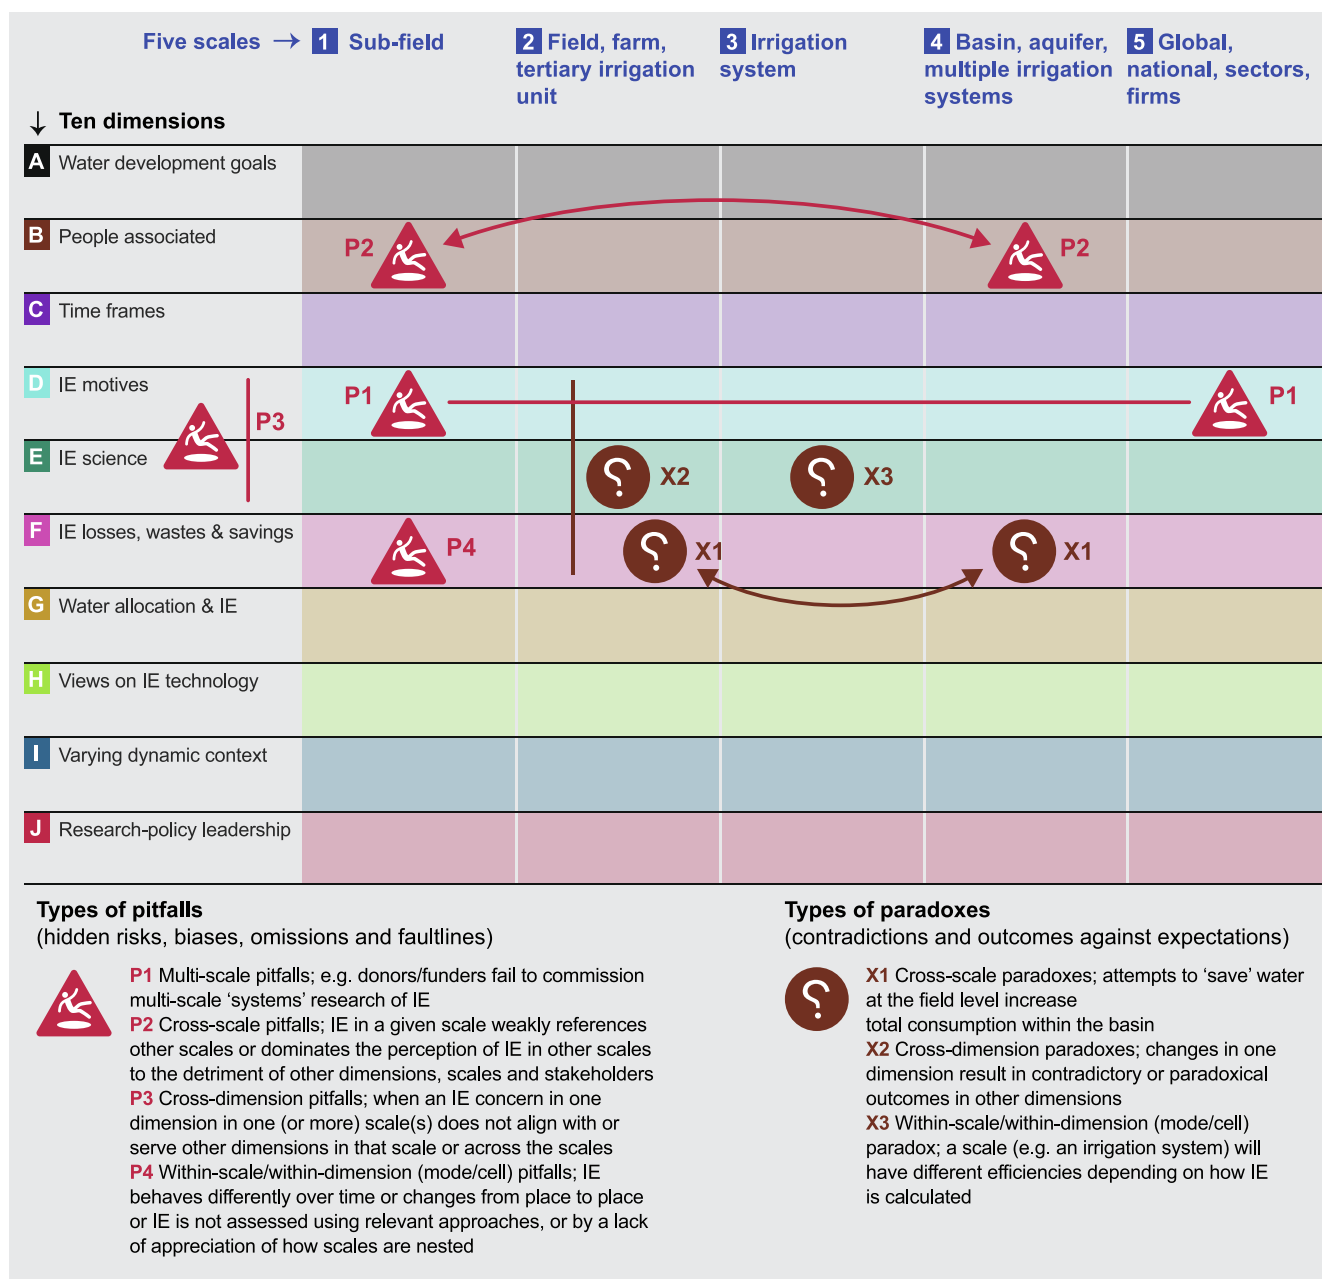 Five scales → 1 Sub-field
2 Field, farm,
tertiary irrigation
unit
3 Irrigation
system
4 Basin, aquifer,
multiple irrigation
systems
5 Global,
national, sectors,
firms
↓ Ten dimensions
A Water development goals
B People associated
P2
P2
C Time frames
D IE motives
P1
P1
P3
E IE science
X2
X3
F IE losses, wastes & savings
P4
X1
X1
G Water allocation & IE
H Views on IE technology
I Varying dynamic context
J Research-policy leadership
Types of pitfalls
(hidden risks, biases, omissions and faultlines)
P1 Multi-scale pitfalls; e.g. donors/funders fail to commission
multi-scale ‘systems’ research of IE
P2 Cross-scale pitfalls; IE in a given scale weakly references
other scales or dominates the perception of IE in other scales
to the detriment of other dimensions, scales and stakeholders
P3 Cross-dimension pitfalls; when an IE concern in one
dimension in one (or more) scale(s) does not align with or
serve other dimensions in that scale or across the scales
P4 Within-scale/within-dimension (mode/cell) pitfalls; IE
behaves differently over time or changes from place to place
or IE is not assessed using relevant approaches, or by a lack
of appreciation of how scales are nested
Types of paradoxes
(contradictions and outcomes against expectations)
X1 Cross-scale paradoxes; attempts to ‘save’ water
at the field level increase
total consumption within the basin
X2 Cross-dimension paradoxes; changes in one
dimension result in contradictory or paradoxical
outcomes in other dimensions
X3 Within-scale/within-dimension (mode/cell)
paradox; a scale (e.g. an irrigation system) will
have different efficiencies depending on how IE
is calculated